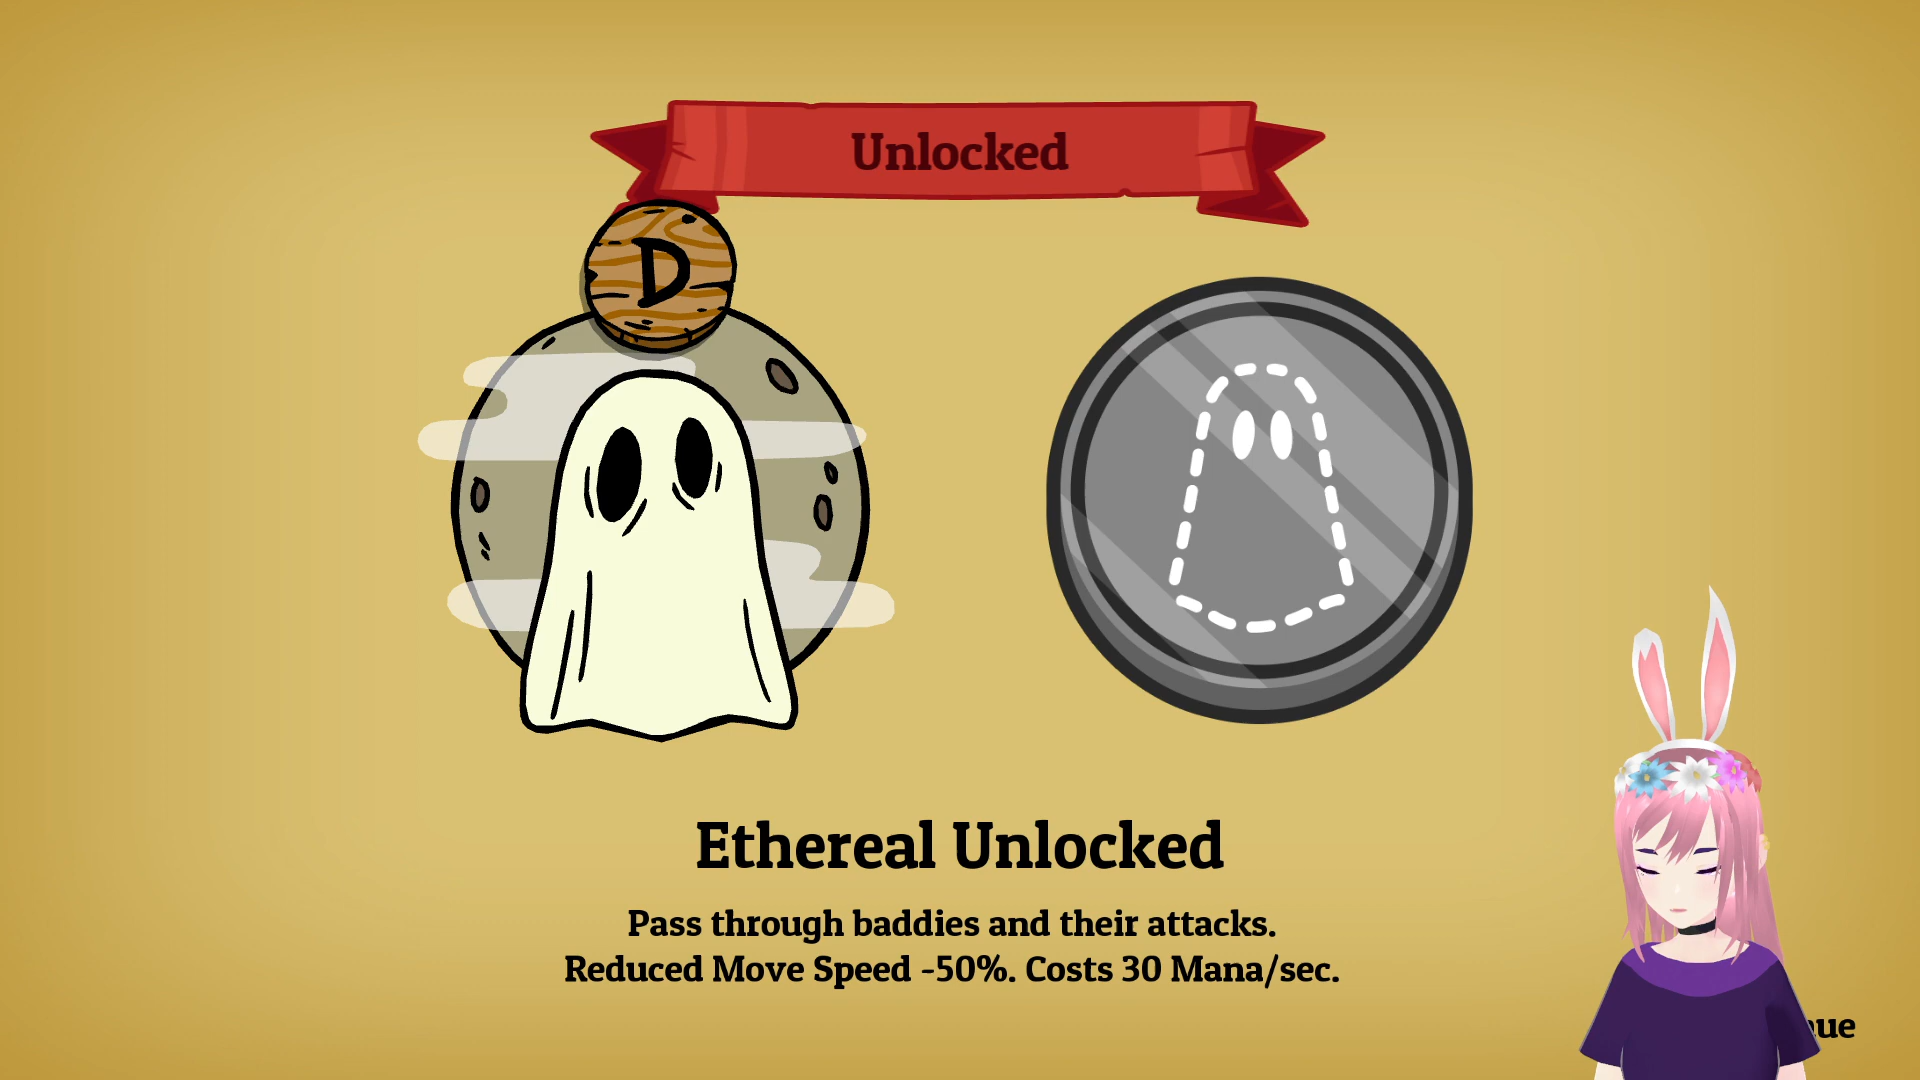 Unlocked
D
Ethereal Unlocked
Pass through baddies and their attacks.
Reduced Move Speed -50%. Costs 30 Mana/sec.